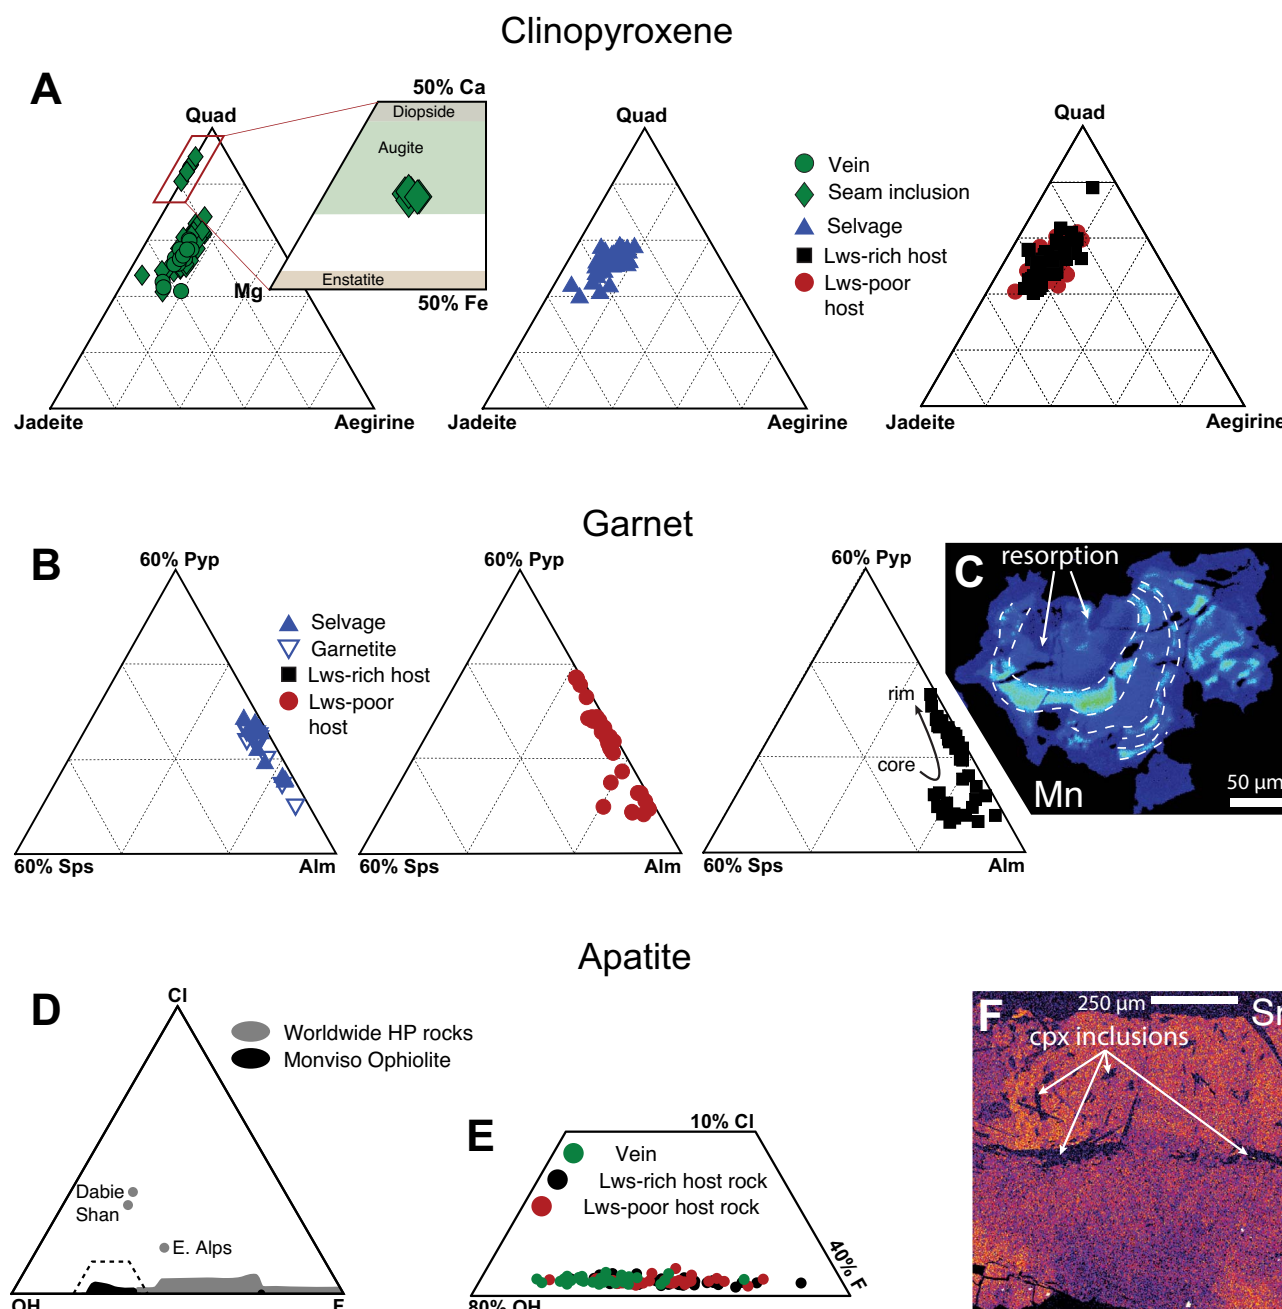 Clinopyroxene
A
Quad
50% Ca
Diopside
Augite
Enstatite
Mg
50% Fe
Jadeite
Aegirine
Quad
Jadeite
Aegirine
Vein
Seam inclusion
Selvage
Lws-rich host
Lws-poor
host
Quad
Jadeite
Aegirine
Garnet
B
60% Pyp
60% Sps
Alm
Selvage
Garnetite
Lws-rich host
Lws-poor
host
60% Pyp
60% Sps
Alm
60% Pyp
rim
core
60% Sps
Alm
C
resorption
Mn
50 µm
Apatite
D
Cl
Worldwide HP rocks
Monviso Ophiolite
Dabie
Shan
E. Alps
OH
F
E
10% Cl
Vein
Lws-rich host rock
Lws-poor host rock
40% F
80% OH
F
250 µm
Sr
cpx inclusions